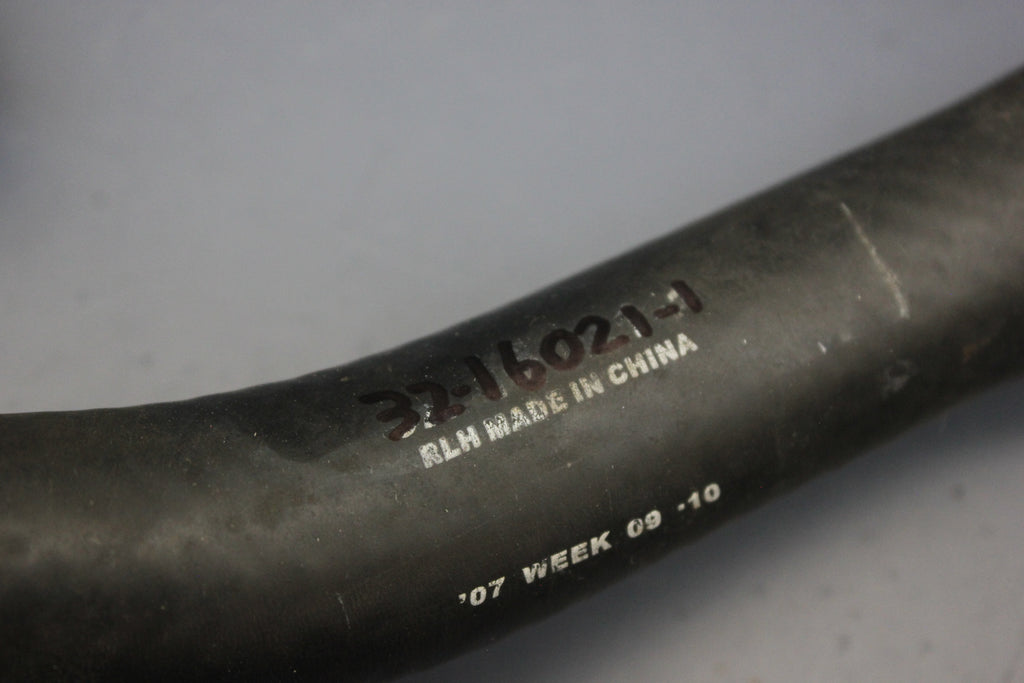 32-16021-1
RLH MADE IN CHINA
'07 WEEK 09 ·10